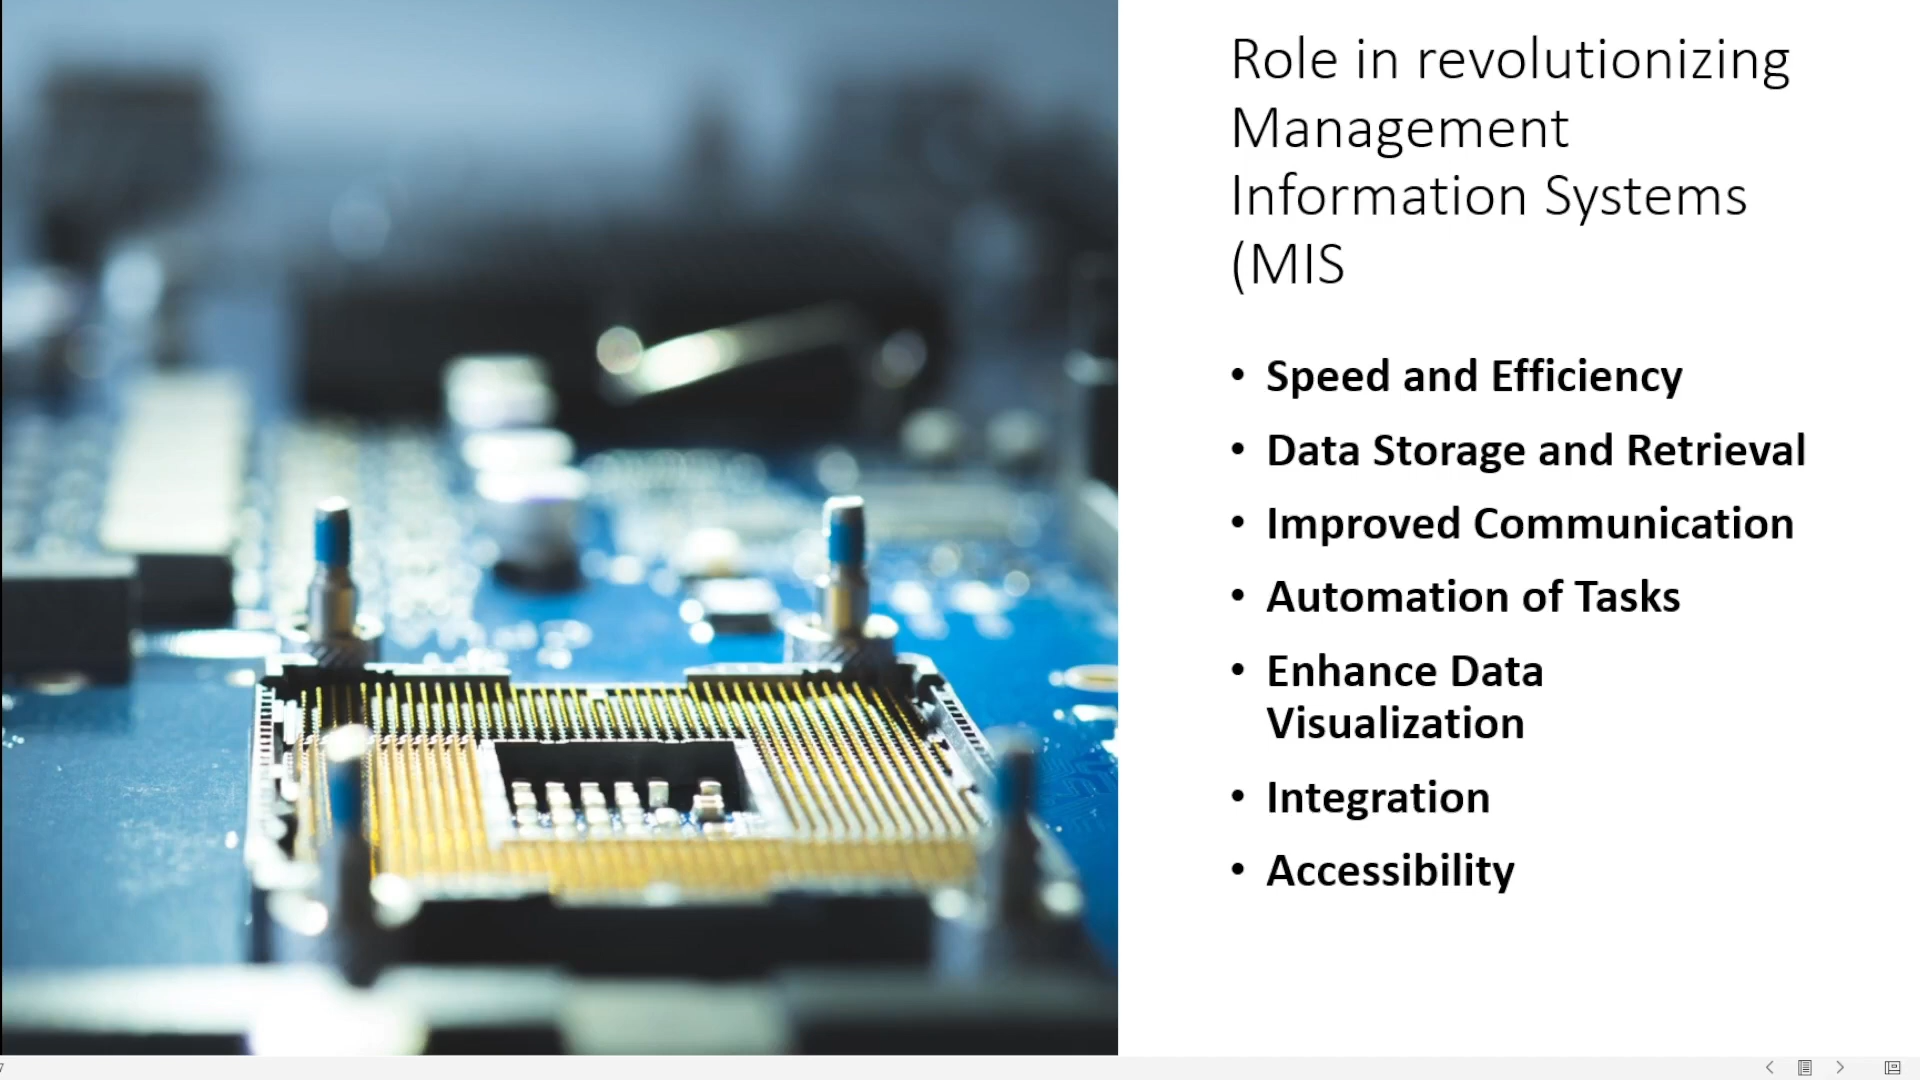 Role in revolutionizing
Management
Information Systems
(MIS
• Speed and Efficiency
• Data Storage and Retrieval
• Improved Communication
• Automation of Tasks
• Enhance Data
Visualization
• Integration
• Accessibility